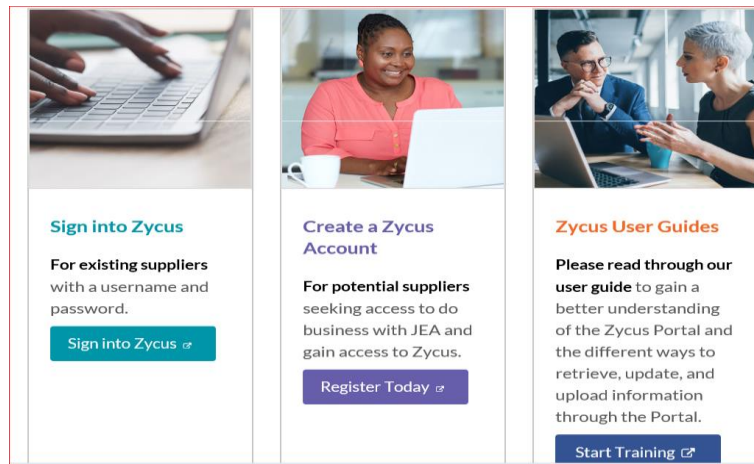 Sign into Zycus
For existing suppliers
with a username and
password.
Sign into Zycus
Create a Zycus
Account
For potential suppliers
seeking access to do
business with JEA and
gain access to Zycus.
Register Today
Zycus User Guides
Please read through our
user guide to gain a
better understanding
of the Zycus Portal and
the different ways to
retrieve, update, and
upload information
through the Portal.
Start Training